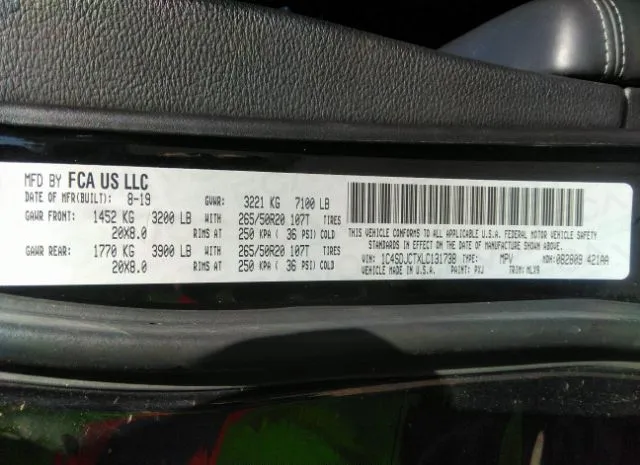 MFD BY FCA US LLC
DATE OF MFR(BUILT): 8-19 GVWR: 3221 KG 7100 LB
GAWR FRONT: 1452 KG 3200 LB WITH 265/50R20 107T TIRES
20X8.0 RIMS AT 250 KPA ( 36 PSI) COLD
GAWR REAR: 1770 KG 3900 LB WITH 265/50R20 107T TIRES
20X8.0 RIMS AT 250 KPA ( 36 PSI) COLD
THIS VEHICLE CONFORMS TO ALL APPLICABLE U.S.A. FEDERAL MOTOR VEHICLE SAFETY
STANDARDS IN EFFECT ON THE DATE OF MANUFACTURE SHOWN ABOVE.
VIN: 1C4SDJCTXLC131738 TYPE: MPV MDH: 082809 421AA
VEHICLE MADE IN U.S.A. PAINT: PXJ TRIM: MLX9